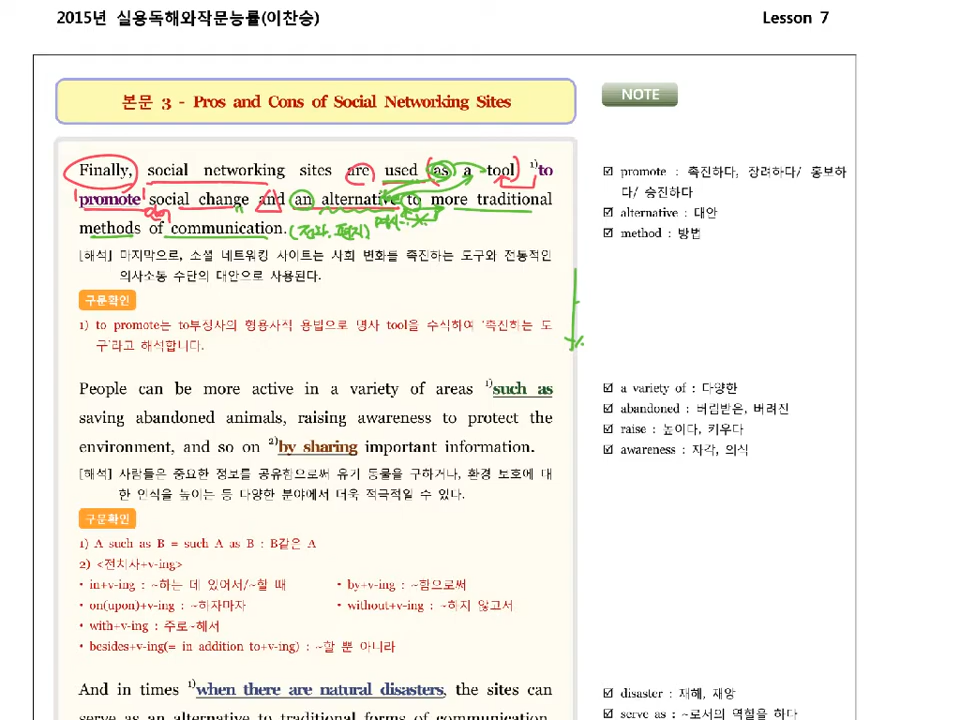 2015년 실용독해와작문능률(이찬승)
Lesson 7
본문 3 - Pros and Cons of Social Networking Sites
NOTE
Finally, social networking sites are used as a tool 1)to
promote social change and an alternative to more traditional
methods of communication. (전화, 편지)
[해석] 마지막으로, 소셜 네트워킹 사이트는 사회 변화를 촉진하는 도구와 전통적인
의사소통 수단의 대안으로 사용된다.
구문확인
1) to promote는 to부정사의 형용사적 용법으로 명사 tool을 수식하여 '촉진하는 도
구'라고 해석합니다.
☑ promote : 촉진하다, 장려하다/ 홍보하
다/ 승진하다
☑ alternative : 대안
☑ method : 방법
People can be more active in a variety of areas 1)such as
saving abandoned animals, raising awareness to protect the
environment, and so on 2)by sharing important information.
[해석] 사람들은 중요한 정보를 공유함으로써 유기 동물을 구하거나, 환경 보호에 대
한 인식을 높이는 등 다양한 분야에서 더욱 적극적일 수 있다.
구문확인
1) A such as B = such A as B : B같은 A
2) <전치사+v-ing>
• in+v-ing : ~하는 데 있어서/~할 때
• by+v-ing : ~함으로써
• on(upon)+v-ing : ~하자마자
• without+v-ing : ~하지 않고서
• with+v-ing : 주로~해서
• besides+v-ing(= in addition to+v-ing) : ~할 뿐 아니라
☑ a variety of : 다양한
☑ abandoned : 버림받은, 버려진
☑ raise : 높이다, 키우다
☑ awareness : 자각, 의식
And in times 1)when there are natural disasters, the sites can
serve as an alternative to traditional forms of communication.
☑ disaster : 재해, 재앙
☑ serve as : ~로서의 역할을 하다